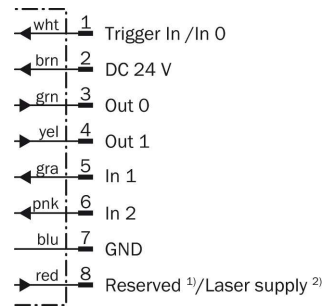 wht 1 Trigger In /In 0
brn 2 DC 24 V
grn 3 Out 0
yel 4 Out 1
gra 5 In 1
pnk 6 In 2
blu 7 GND
red 8 Reserved 1)/Laser supply 2)